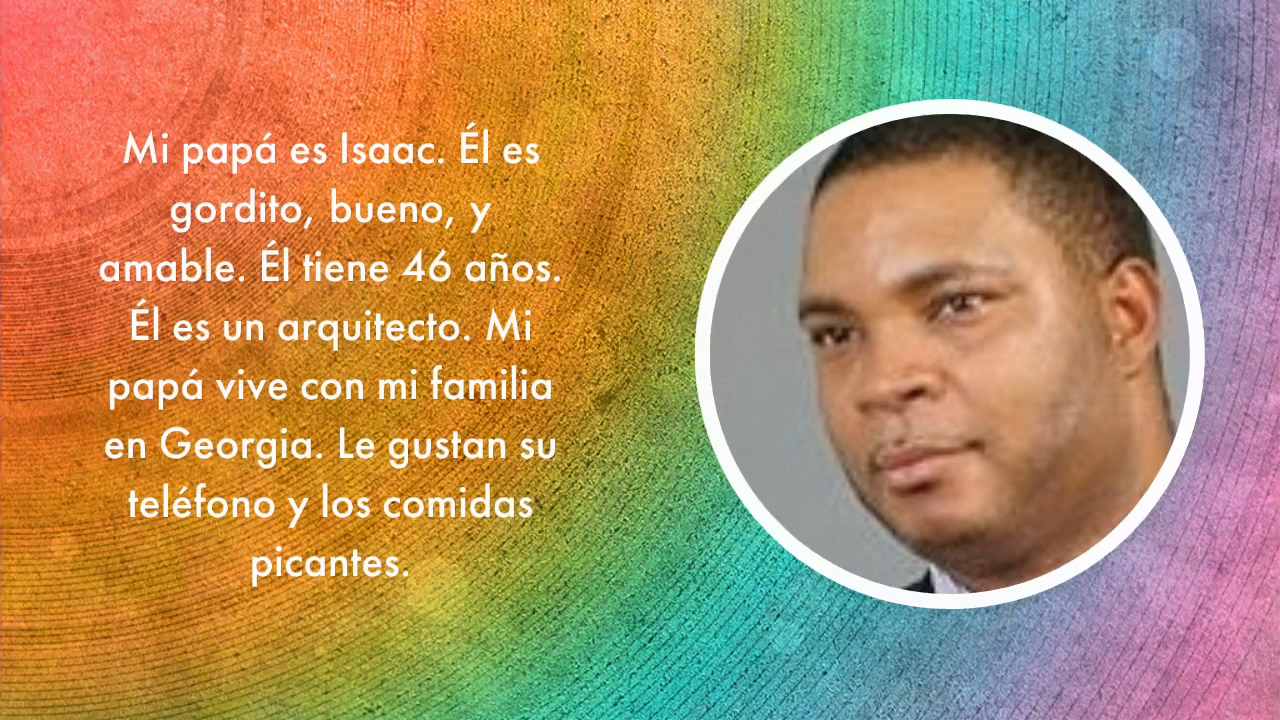 Mi papá es Isaac. Él es
gordito, bueno, y
amable. Él tiene 46 años.
Él es un arquitecto. Mi
papá vive con mi familia
en Georgia. Le gustan su
teléfono y los comidas
picantes.